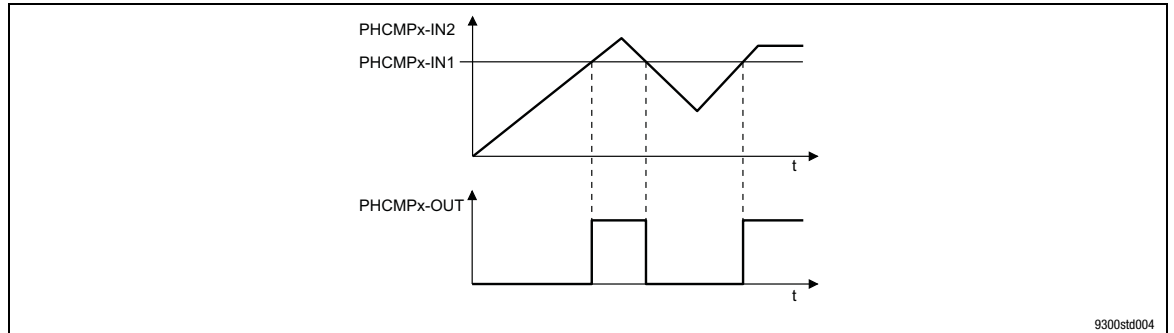 PHCMPx-IN2
PHCMPx-IN1
t
PHCMPx-OUT
t
9300std004